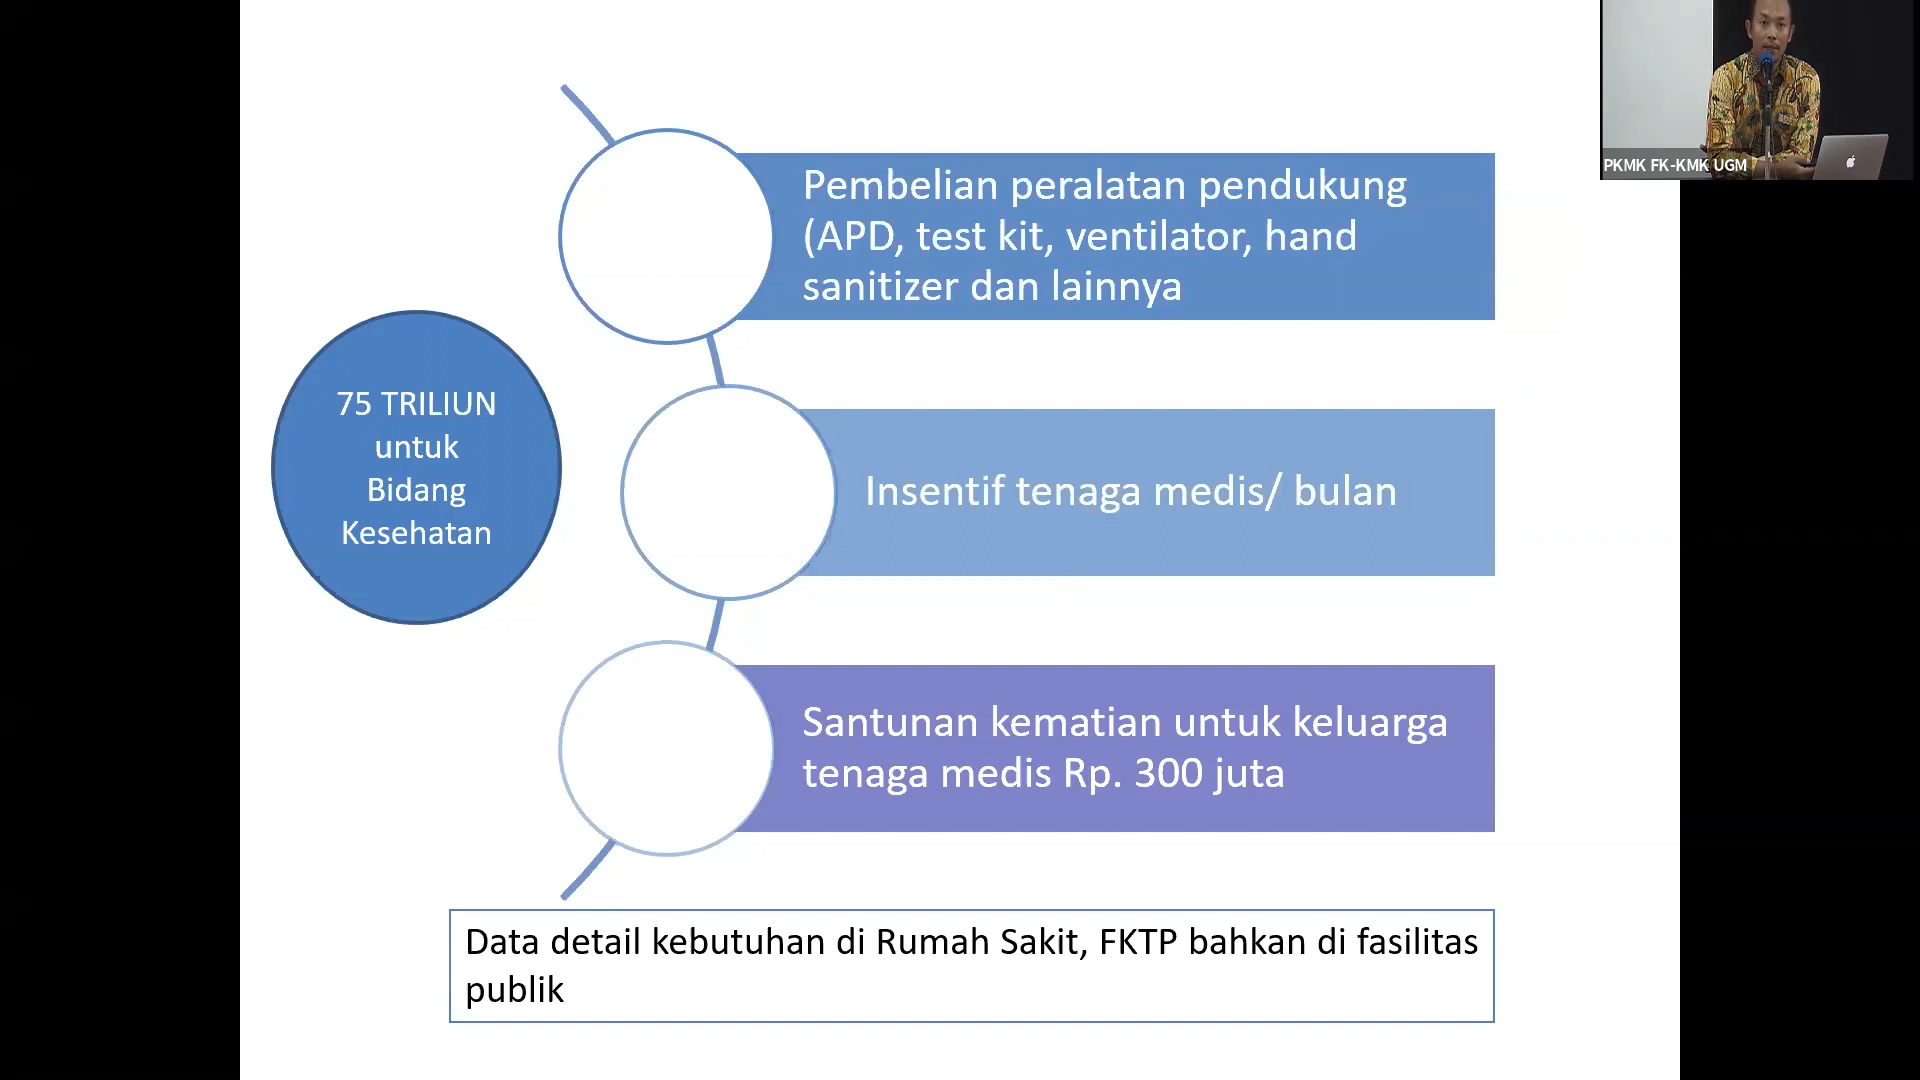 PKMK FK-KMK UGM
Pembelian peralatan pendukung
(APD, test kit, ventilator, hand
sanitizer dan lainnya
75 TRILIUN
untuk
Bidang
Kesehatan
Insentif tenaga medis/ bulan
Santunan kematian untuk keluarga
tenaga medis Rp. 300 juta
Data detail kebutuhan di Rumah Sakit, FKTP bahkan di fasilitas
publik